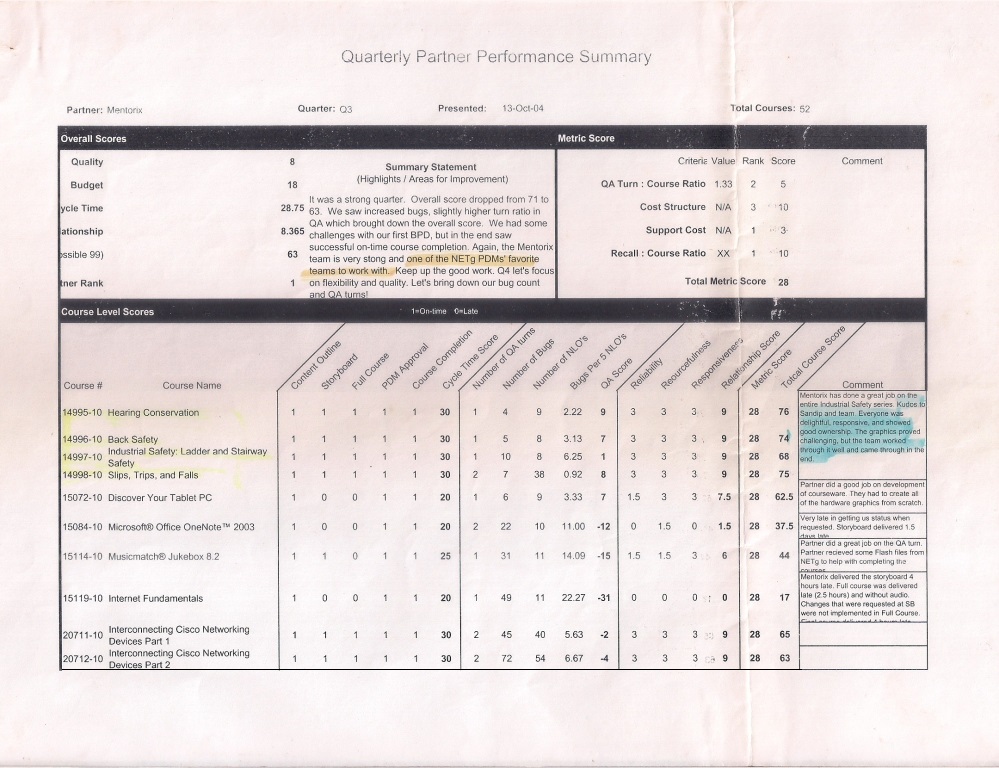 Quarterly Partner Performance Summary
Partner: Mentorix Quarter: Q3 Presented: 13-Oct-04 Total Courses: 52
Overall Scores Metric Score
Quality 8
Budget 18
ycle Time 28.75
ationship 8.365
ossible 99) 63
tner Rank 1
Summary Statement
(Highlights / Areas for Improvement)
It was a strong quarter. Overall score dropped from 71 to
63. We saw increased bugs, slightly higher turn ratio in
QA which brought down the overall score. We had some
challenges with our first BPD, but in the end saw
successful on-time course completion. Again, the Mentorix
team is very stong and one of the NETg PDMs' favorite
teams to work with. Keep up the good work. Q4 let's focus
on flexibility and quality. Let's bring down our bug count
and QA turns!
Criteria Value Rank Score Comment
QA Turn : Course Ratio 1.33 2 5
Cost Structure N/A 3 10
Support Cost N/A 1 3
Recall : Course Ratio XX 1 10
Total Metric Score 28
Course Level Scores 1=On-time 0=Late
Course # Course Name Content Outline Storyboard Full Course PDM Approval Course Completion Cycle Time Score Number of QA turns Number of Bugs Number of NLO's Bugs Per 5 NLO's QA Score Reliability Resourcefulness Responsiveness Relationship Score Metric Score Totcal Course Score Comment
14995-10 Hearing Conservation 1 1 1 1 1 30 1 4 9 2.22 9 3 3 3 9 28 76
14996-10 Back Safety 1 1 1 1 1 30 1 5 8 3.13 7 3 3 3 9 28 74
14997-10 Industrial Safety: Ladder and Stairway
Safety 1 1 1 1 1 30 1 10 8 6.25 1 3 3 3 9 28 68
14998-10 Slips, Trips, and Falls 1 1 1 1 1 30 2 7 38 0.92 8 3 3 3 9 28 75
Mentorix has done a great job on the
entire Industrial Safety series. Kudos to
Sandip and team. Everyone was
delightful, responsive, and showed
good ownership. The graphics proved
challenging, but the team worked
through it well and came through in the
end.
15072-10 Discover Your Tablet PC 1 0 0 1 1 20 1 6 9 3.33 7 1.5 3 3 7.5 28 62.5
Partner did a good job on development
of courseware. They had to create all
of the hardware graphics from scratch.
15084-10 Microsoft® Office OneNote™ 2003 1 0 0 1 1 20 2 22 10 11.00 -12 0 1.5 0 1.5 28 37.5
Very late in getting us status when
requested. Storyboard delivered 1.5
days late.
15114-10 Musicmatch® Jukebox 8.2 1 1 0 1 1 25 1 31 11 14.09 -15 1.5 1.5 3 6 28 44
Partner did a great job on the QA turn.
Partner recieved some Flash files from
NETg to help with completing the
courses.
15119-10 Internet Fundamentals 1 0 0 1 1 20 1 49 11 22.27 -31 0 0 0 0 28 17
Mentorix delivered the storyboard 4
hours late. Full course was delivered
late (2.5 hours) and without audio.
Changes that were requested at SB
were not implemented in Full Course.
20711-10 Interconnecting Cisco Networking
Devices Part 1 1 1 1 1 1 30 2 45 40 5.63 -2 3 3 3 9 28 65
20712-10 Interconnecting Cisco Networking
Devices Part 2 1 1 1 1 1 30 2 72 54 6.67 -4 3 3 3 9 28 63